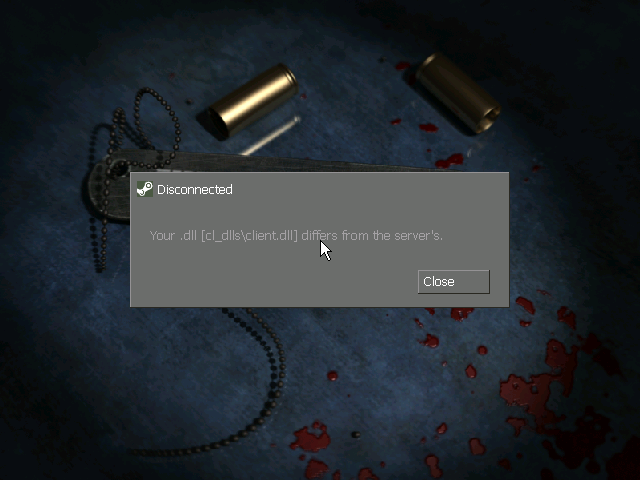 Disconnected
Your .dll [cl_dlls\client.dll] differs from the server's.
Close